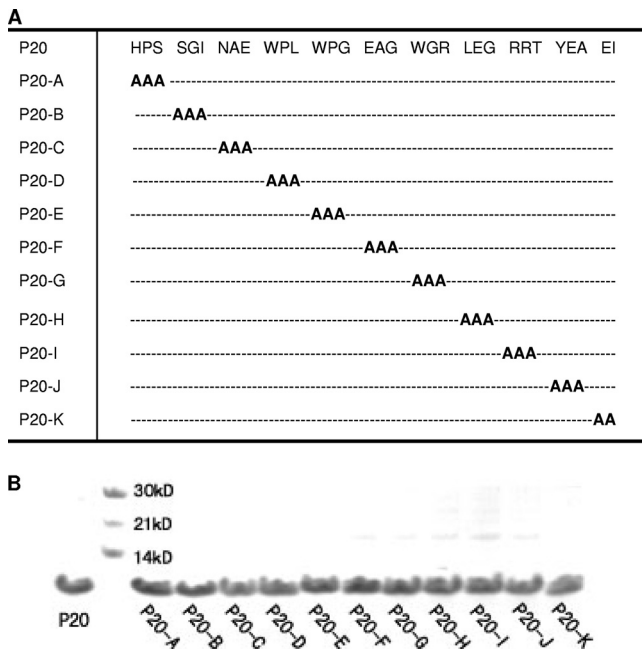 A
P20 HPS SGI NAE WPL WPG EAG WGR LEG RRT YEA EI
P20-A AAA------------------------------------------------
P20-B ------AAA------------------------------------------
P20-C --------------AAA----------------------------------
P20-D ----------------------AAA--------------------------
P20-E ------------------------------AAA------------------
P20-F ------------------------------------AAA------------
P20-G --------------------------------------------AAA----
P20-H ----------------------------------------------AAA--
P20-I ----------------------------------------------------AAA------
P20-J ------------------------------------------------------------AAA----
P20-K ----------------------------------------------------------------AA
B
30kD
21kD
14kD
P20 P20-A P20-B P20-C P20-D P20-E P20-F P20-G P20-H P20-I P20-J P20-K